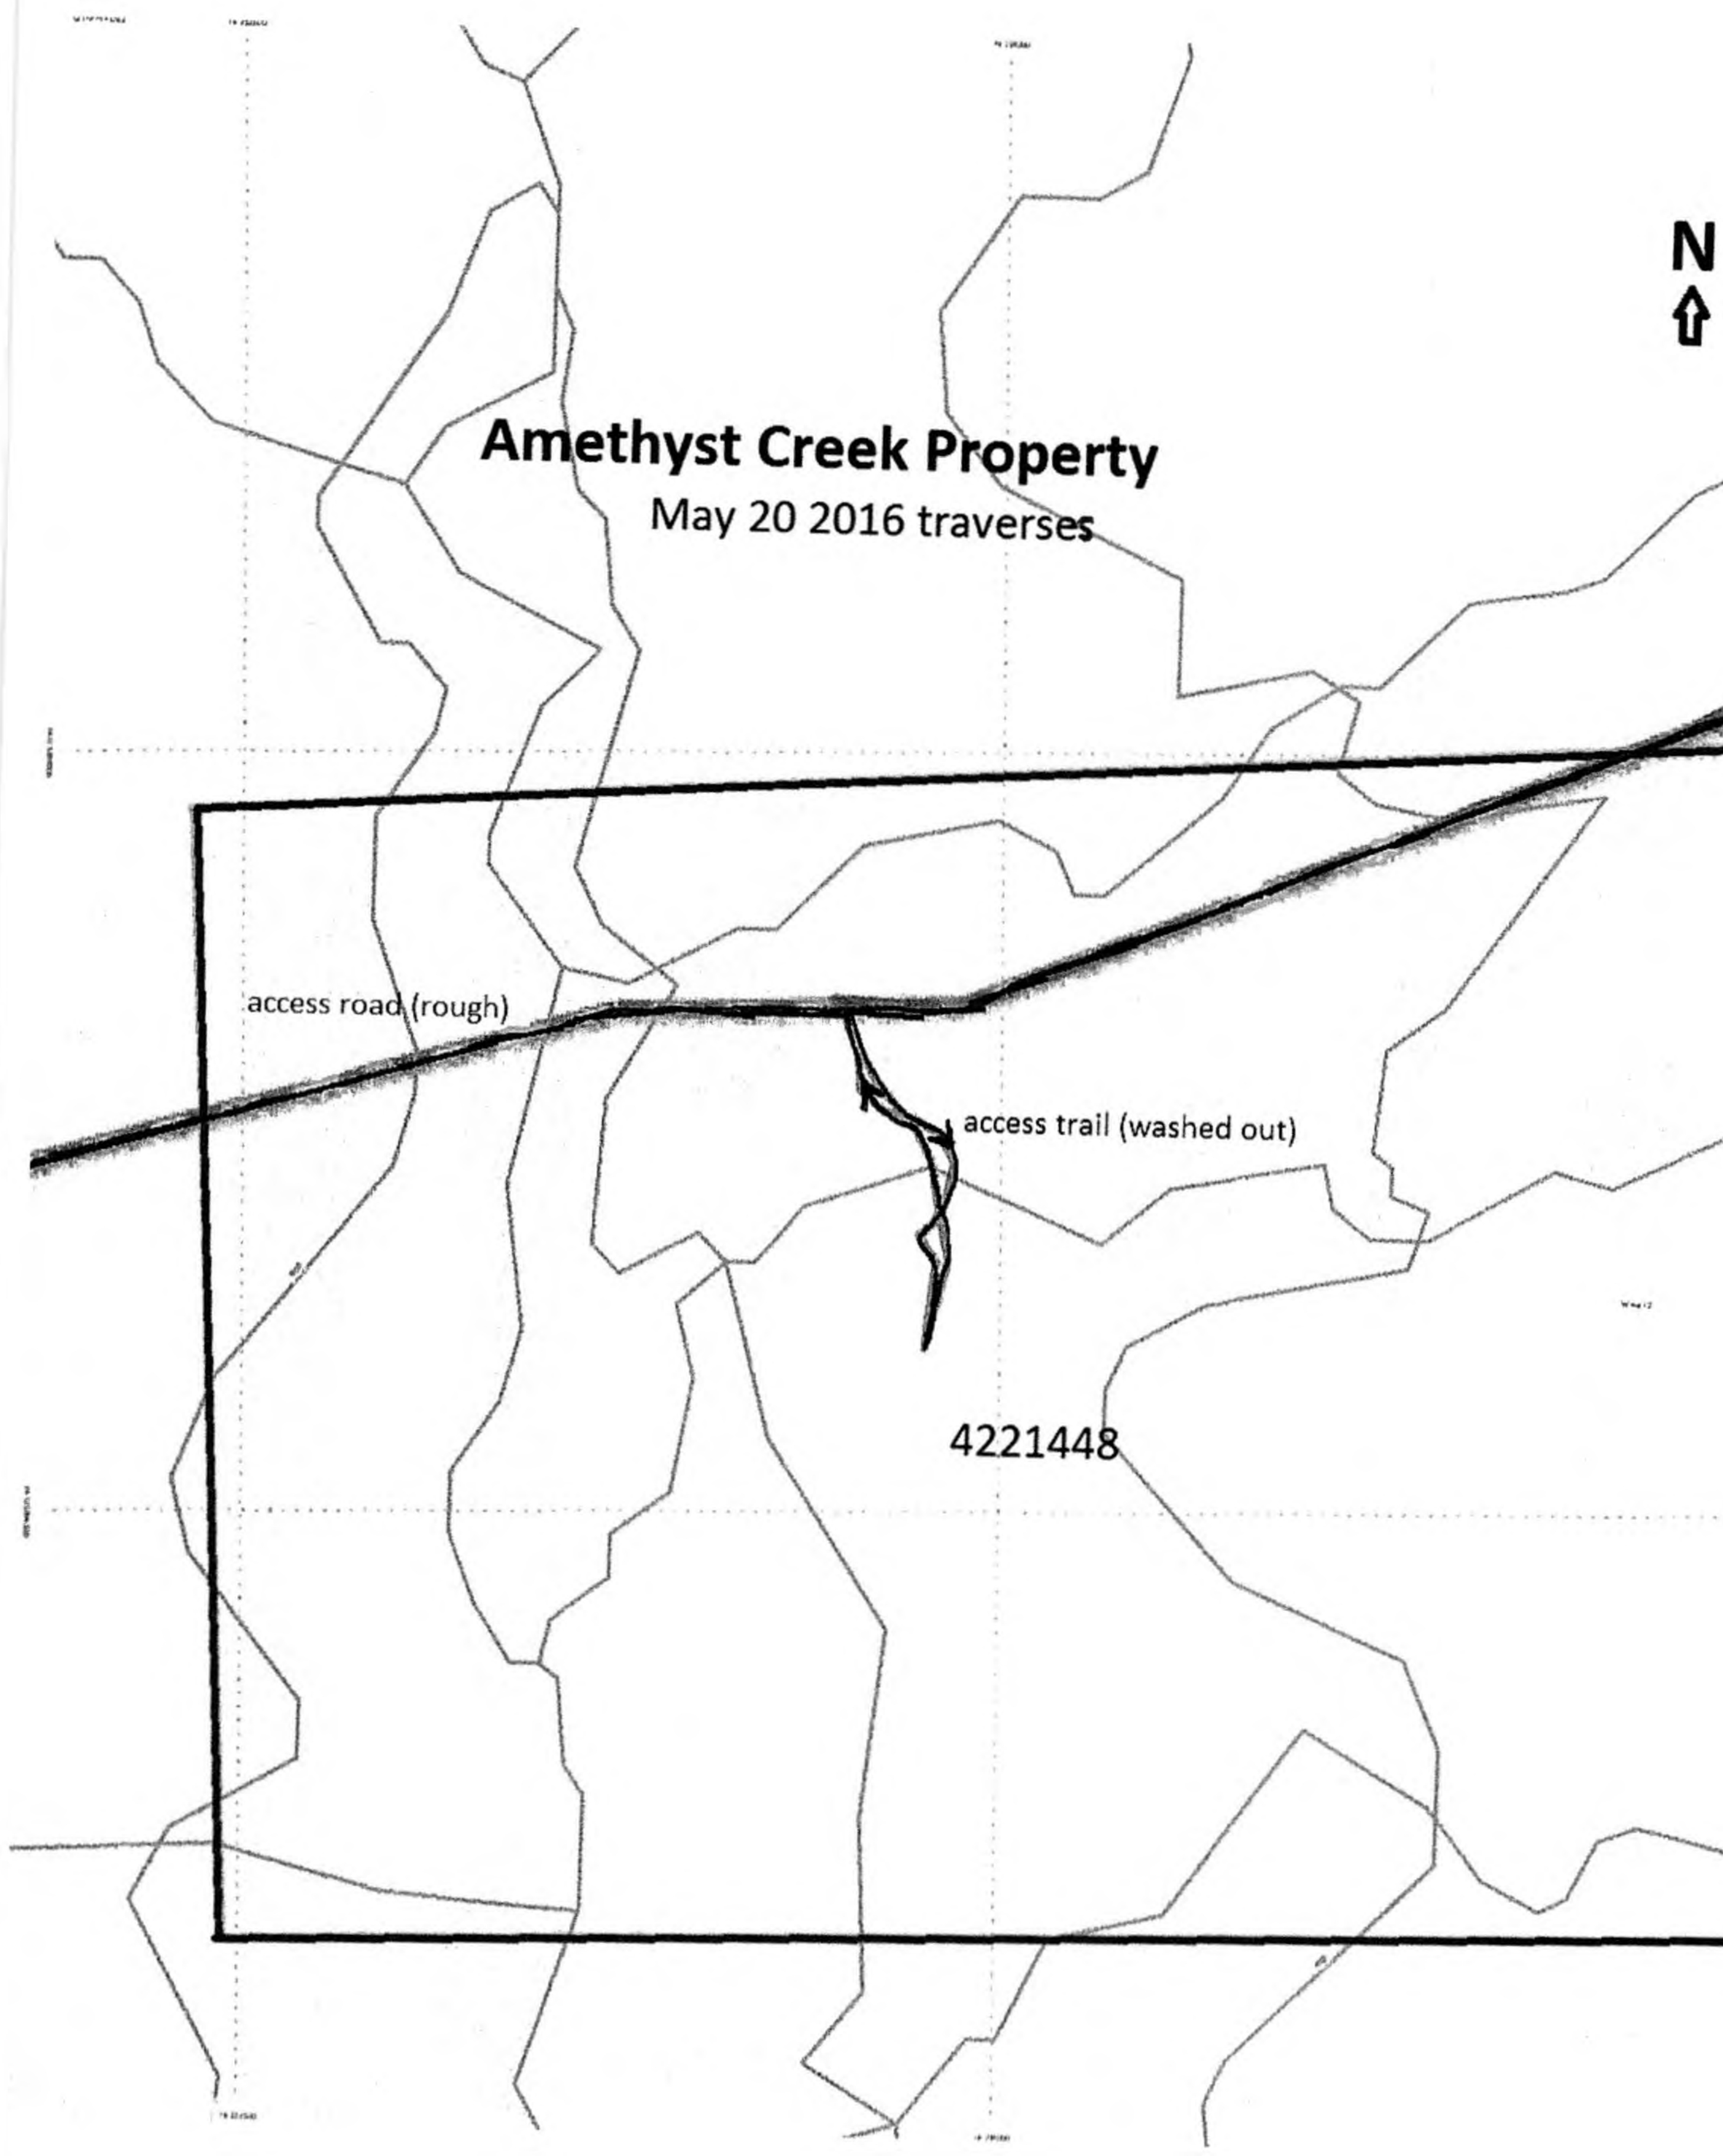 N
Amethyst Creek Property
May 20 2016 traverses
access road (rough)
access trail (washed out)
4221448